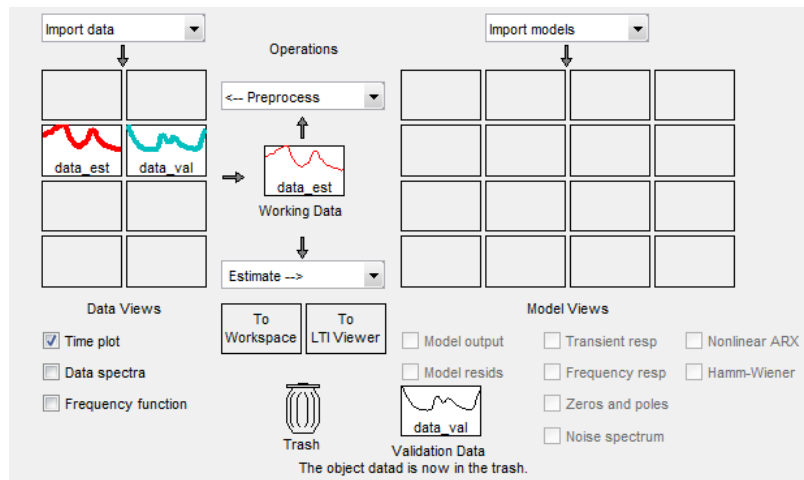 Import data
Import models
Operations
<-- Preprocess
data_est
data_val
data_est
Working Data
Estimate -->
Data Views
Model Views
To
Workspace
To
LTI Viewer
Time plot
Model output
Transient resp
Nonlinear ARX
Data spectra
Model resids
Frequency resp
Hamm-Wiener
Frequency function
Zeros and poles
data_val
Noise spectrum
Trash
Validation Data
The object datad is now in the trash.